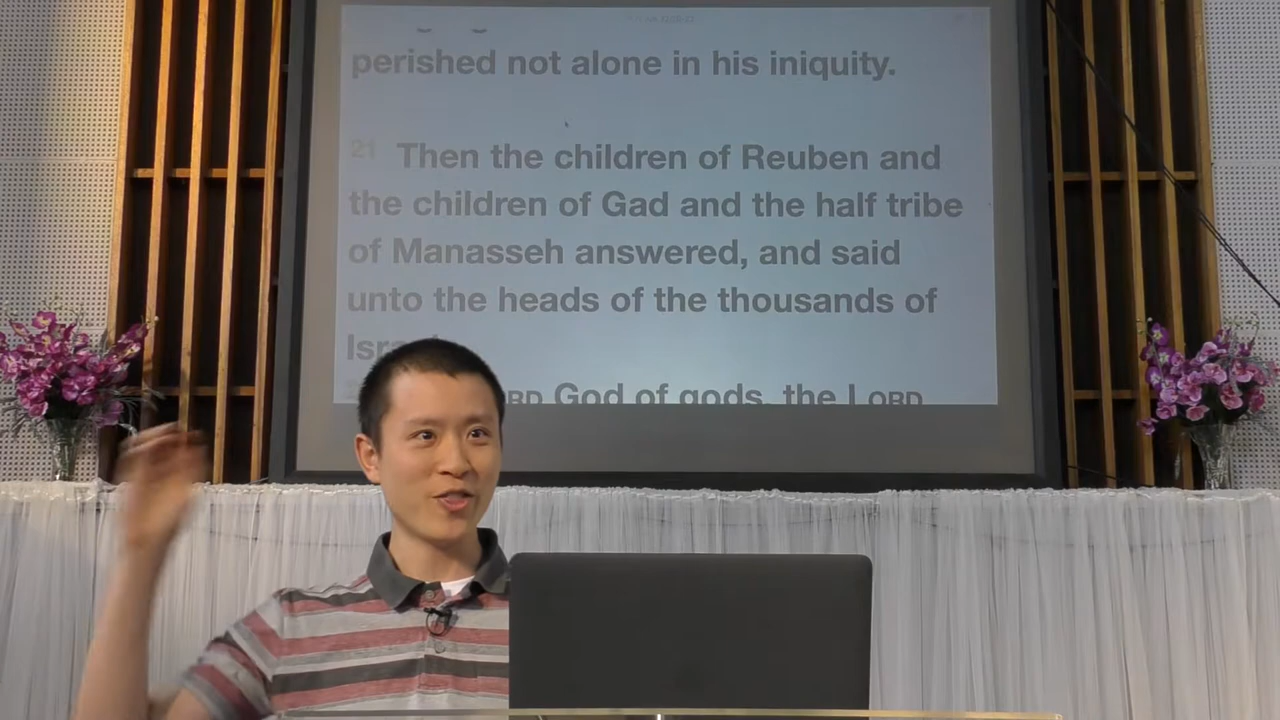 perished not alone in his iniquity.
21 Then the children of Reuben and
the children of Gad and the half tribe
of Manasseh answered, and said
unto the heads of the thousands of
God of gods, the LORD